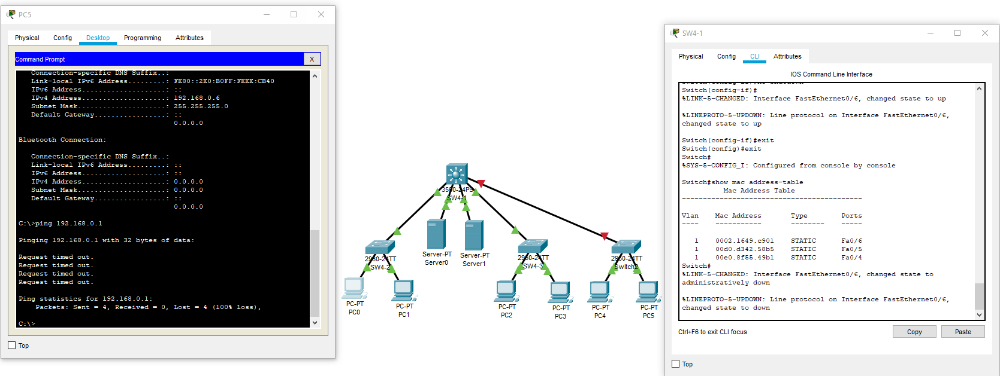 PC5
Physical Config Desktop Programming Attributes
Command Prompt X
Connection-specific DNS Suffix..:
Link-local IPv6 Address.........: FE80::2E0:B0FF:FEEE:CB40
IPv6 Address....................: ::
IPv4 Address....................: 192.168.0.6
Subnet Mask.....................: 255.255.255.0
Default Gateway.................: ::
0.0.0.0
Bluetooth Connection:
Connection-specific DNS Suffix..:
Link-local IPv6 Address.........: ::
IPv6 Address....................: ::
IPv4 Address....................: 0.0.0.0
Subnet Mask.....................: 0.0.0.0
Default Gateway.................: ::
0.0.0.0
C:\>ping 192.168.0.1
Pinging 192.168.0.1 with 32 bytes of data:
Request timed out.
Request timed out.
Request timed out.
Request timed out.
Ping statistics for 192.168.0.1:
Packets: Sent = 4, Received = 0, Lost = 4 (100% loss),
C:\>
Top
3560-24PS
SW4-1
Server-PT
Server0
Server-PT
Server1
2960-24TT
SW4-2
2960-24TT
SW4-3
2960-24TT
Switch2
PC-PT
PC0
PC-PT
PC1
PC-PT
PC2
PC-PT
PC3
PC-PT
PC4
PC-PT
PC5
SW4-1
Physical Config CLI Attributes
IOS Command Line Interface
Switch(config-if)#
%LINK-5-CHANGED: Interface FastEthernet0/6, changed state to up
%LINEPROTO-5-UPDOWN: Line protocol on Interface FastEthernet0/6,
changed state to up
Switch(config-if)#exit
Switch(config)#exit
Switch#
%SYS-5-CONFIG_I: Configured from console by console
Switch#show mac address-table
Mac Address Table
-------------------------------------------
Vlan Mac Address Type Ports
---- ----------- -------- -----
1 0002.1649.c901 STATIC Fa0/6
1 00d0.d342.58b5 STATIC Fa0/5
1 00e0.8f55.49b1 STATIC Fa0/4
Switch#
%LINK-5-CHANGED: Interface FastEthernet0/6, changed state to
administratively down
%LINEPROTO-5-UPDOWN: Line protocol on Interface FastEthernet0/6,
changed state to down
Ctrl+F6 to exit CLI focus
Copy Paste
Top